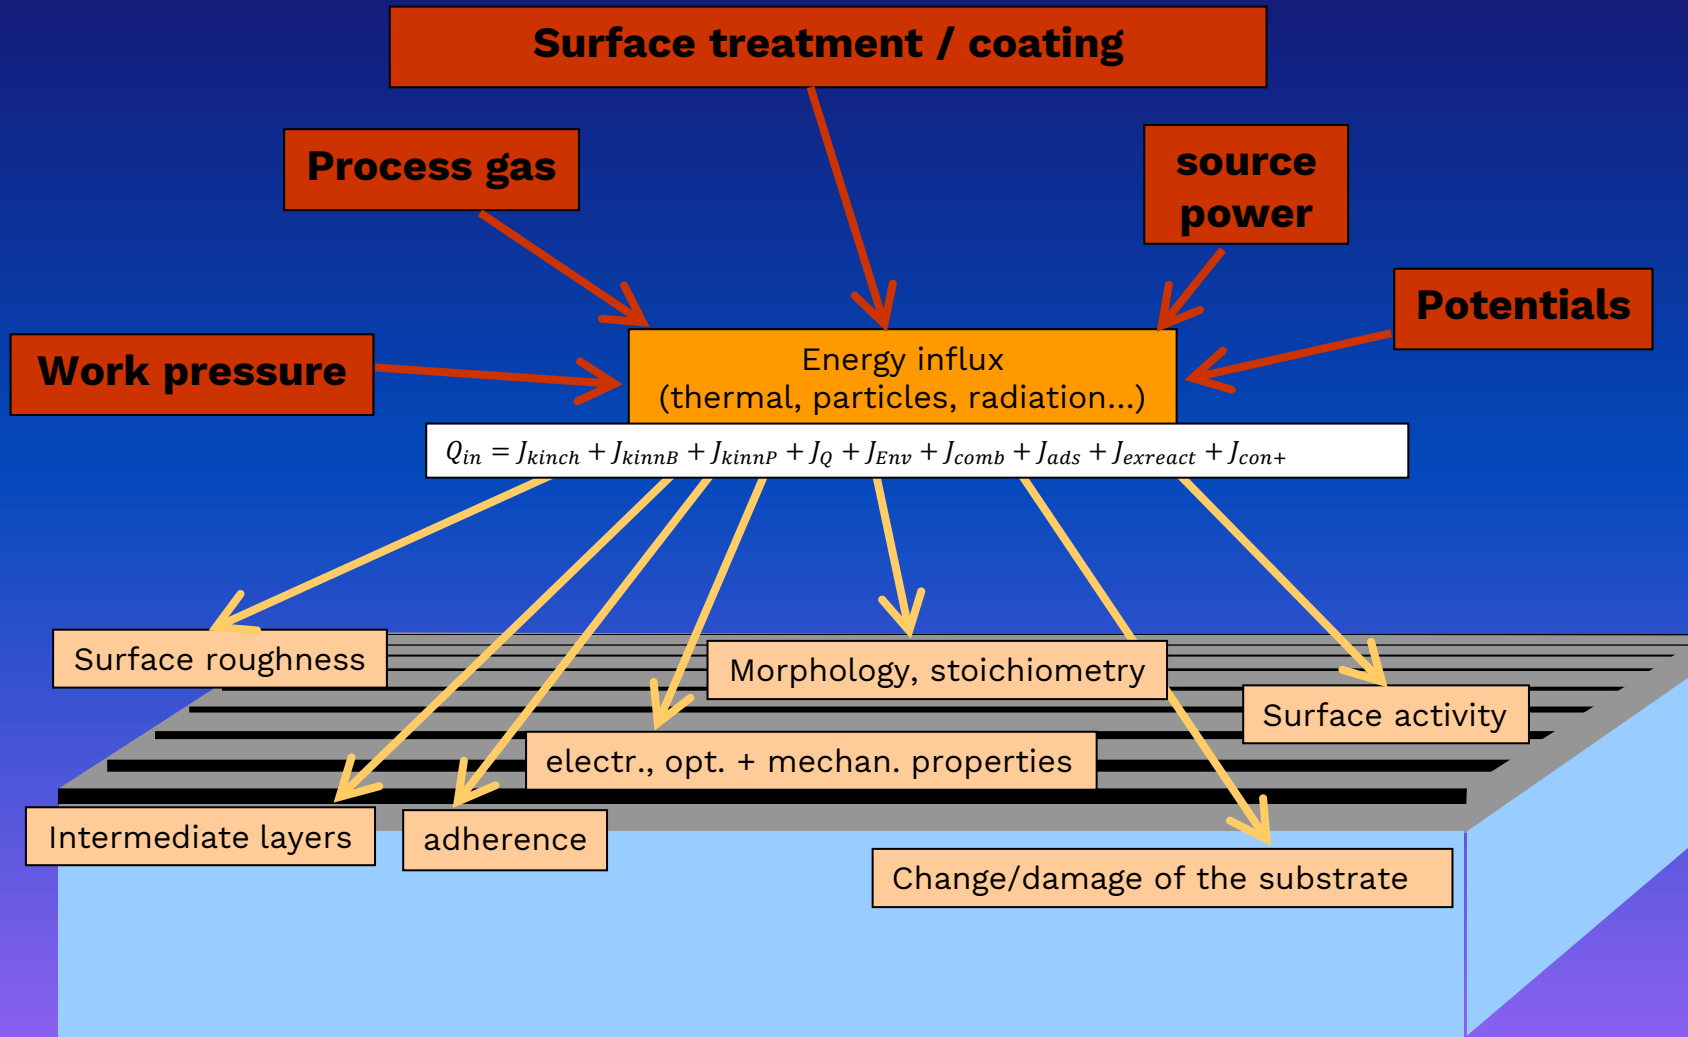 Surface treatment / coating
Process gas
source
power
Potentials
Work pressure
Energy influx
(thermal, particles, radiation...)
Q_in = J_kinch + J_kinnB + J_kinnP + J_Q + J_Env + J_comb + J_ads + J_exreact + J_con+
Surface roughness
Morphology, stoichiometry
Surface activity
electr., opt. + mechan. properties
Intermediate layers
adherence
Change/damage of the substrate